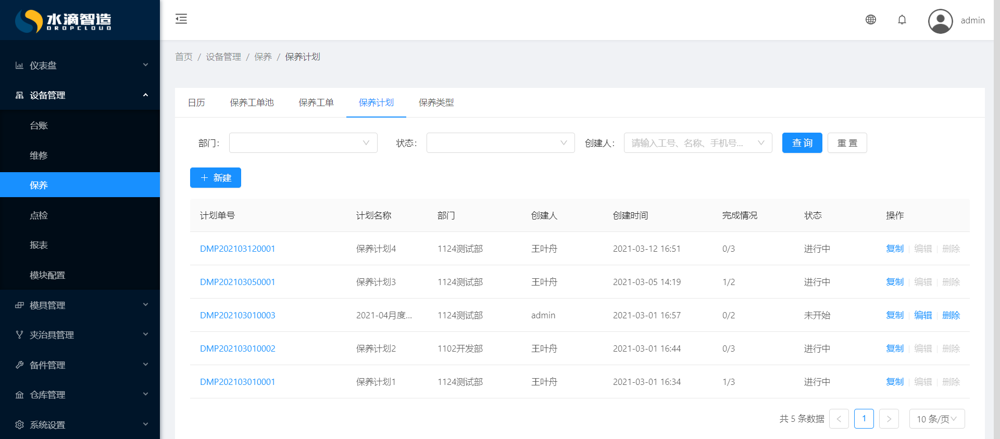 水滴智造
DROPCLOUD
admin
仪表盘
设备管理
台账
维修
保养
点检
报表
模块配置
模具管理
夹治具管理
备件管理
仓库管理
系统设置
首页 / 设备管理 / 保养 / 保养计划
日历 保养工单池 保养工单 保养计划 保养类型
部门: 状态: 创建人: 请输入工号、名称、手机号... 查 询 重 置
新建
计划单号 计划名称 部门 创建人 创建时间 完成情况 状态 操作
DMP202103120001 保养计划4 1124测试部 王叶舟 2021-03-12 16:51 0/3 进行中 复制 编辑 删除
DMP202103050001 保养计划3 1124测试部 王叶舟 2021-03-05 14:19 1/2 进行中 复制 编辑 删除
DMP202103010003 2021-04月度... 1124测试部 admin 2021-03-01 16:57 0/2 未开始 复制 编辑 删除
DMP202103010002 保养计划2 1102开发部 王叶舟 2021-03-01 16:44 0/3 进行中 复制 编辑 删除
DMP202103010001 保养计划1 1124测试部 王叶舟 2021-03-01 16:34 1/3 进行中 复制 编辑 删除
共 5 条数据 < 1 > 10 条/页